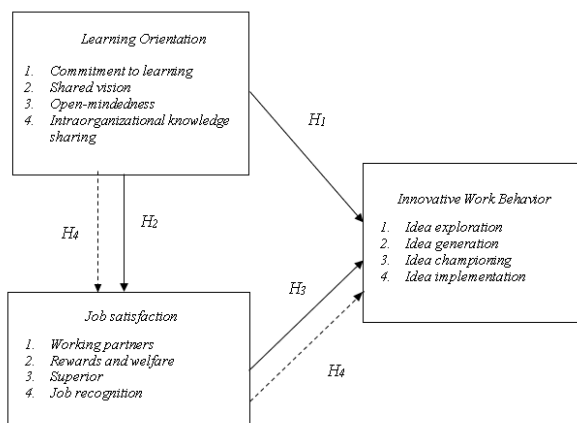 Learning Orientation
1. Commitment to learning
2. Shared vision
3. Open-mindedness
4. Intraorganizational knowledge
sharing
H1
Innovative Work Behavior
1. Idea exploration
2. Idea generation
3. Idea championing
4. Idea implementation
H4
H2
H3
Job satisfaction
1. Working partners
2. Rewards and welfare
3. Superior
4. Job recognition
H4